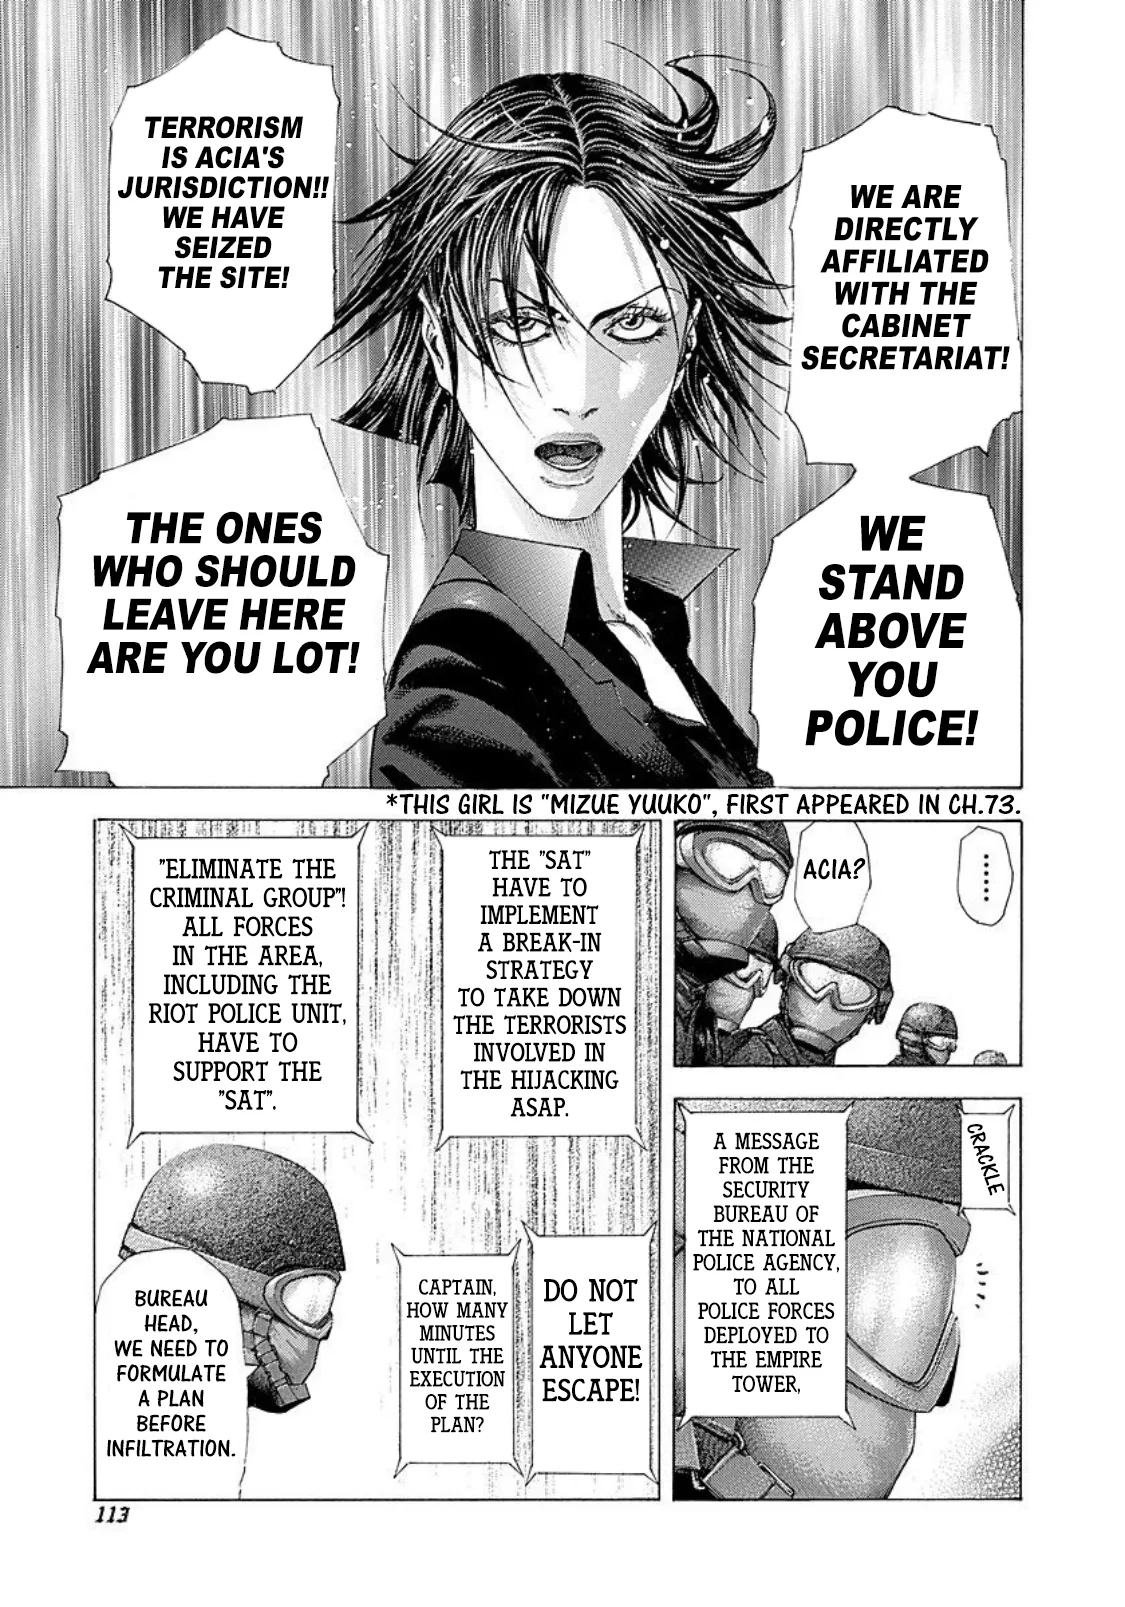 WE ARE
DIRECTLY
AFFILIATED
WITH THE
CABINET
SECRETARIAT!
TERRORISM
IS ACIA'S
JURISDICTION!!
WE HAVE
SEIZED
THE SITE!
WE
STAND
ABOVE
YOU
POLICE!
THE ONES
WHO SHOULD
LEAVE HERE
ARE YOU LOT!
*THIS GIRL IS "MIZUE YUUKO", FIRST APPEARED IN CH.73.
......
ACIA?
CRACKLE
A MESSAGE
FROM THE
SECURITY
BUREAU OF
THE NATIONAL
POLICE AGENCY,
TO ALL
POLICE FORCES
DEPLOYED TO
THE EMPIRE
TOWER,
THE "SAT"
HAVE TO
IMPLEMENT
A BREAK-IN
STRATEGY
TO TAKE DOWN
THE TERRORISTS
INVOLVED IN
THE HIJACKING
ASAP.
"ELIMINATE THE
CRIMINAL GROUP"!
ALL FORCES
IN THE AREA,
INCLUDING THE
RIOT POLICE UNIT,
HAVE TO
SUPPORT THE
"SAT".
DO NOT
LET
ANYONE
ESCAPE!
CAPTAIN,
HOW MANY
MINUTES
UNTIL THE
EXECUTION
OF THE
PLAN?
BUREAU
HEAD,
WE NEED TO
FORMULATE
A PLAN
BEFORE
INFILTRATION.
113